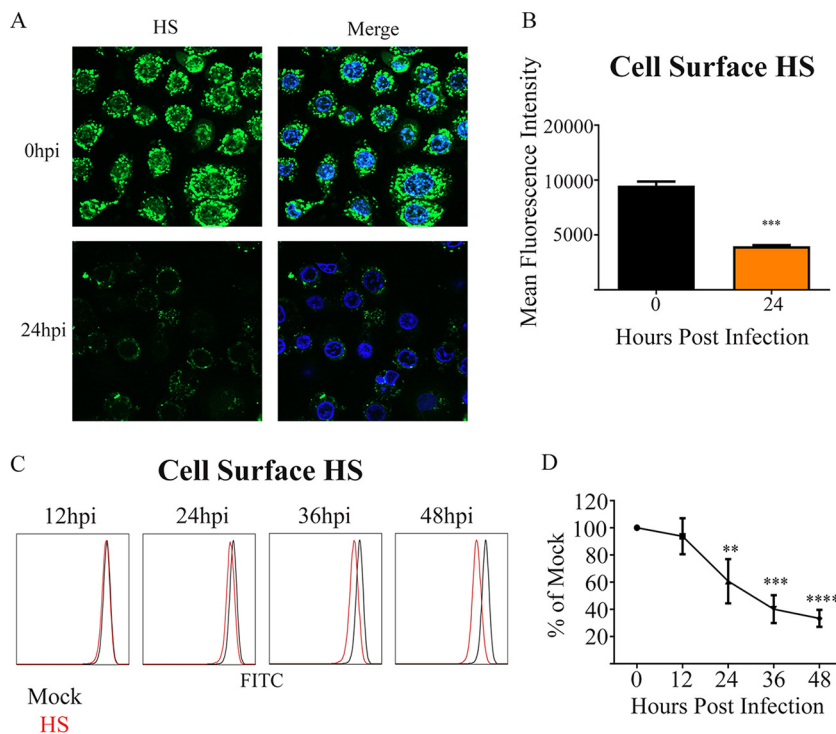 A
HS
Merge
0hpi
24hpi
B
Cell Surface HS
Mean Fluorescence Intensity
20000
10000
5000
***
0
24
Hours Post Infection
C
Cell Surface HS
12hpi
24hpi
36hpi
48hpi
FITC
Mock
HS
D
% of Mock
120
100
80
60
40
20
**
***
****
0 12 24 36 48
Hours Post Infection